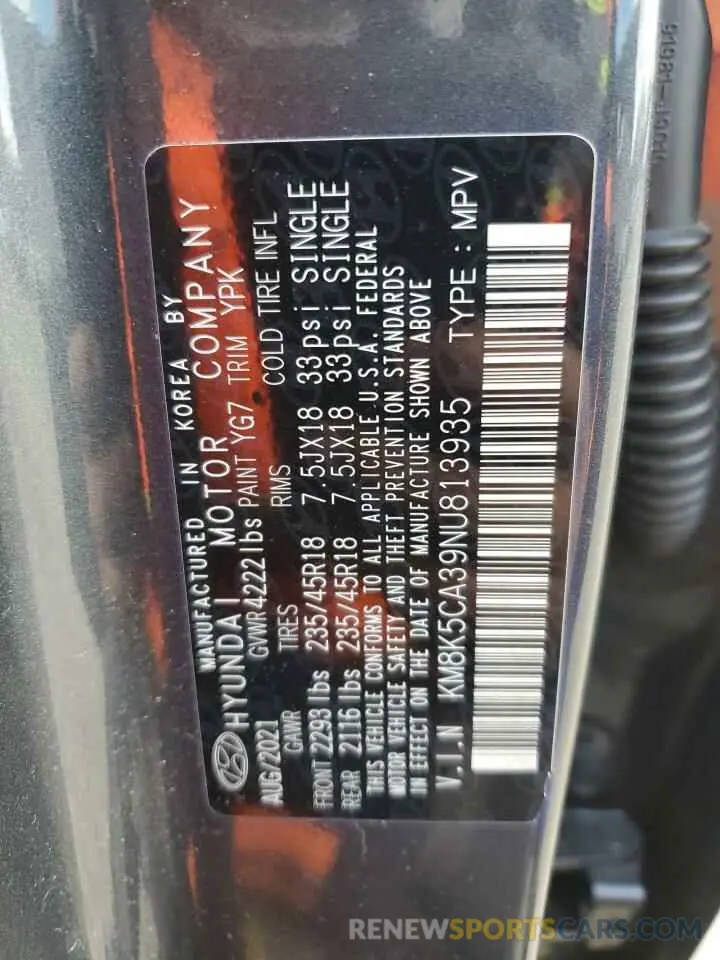 MANUFACTURED IN KOREA BY
HYUNDAI MOTOR COMPANY
AUG/2021 GVWR 4222 lbs PAINT YG7 TRIM YPK
GAWR TIRES RIMS COLD TIRE INFL
FRONT 2293 lbs 235/45R18 7.5JX18 33psi SINGLE
REAR 2116 lbs 235/45R18 7.5JX18 33psi SINGLE
THIS VEHICLE CONFORMS TO ALL APPLICABLE U.S.A. FEDERAL
MOTOR VEHICLE SAFETY AND THEFT PREVENTION STANDARDS
IN EFFECT ON THE DATE OF MANUFACTURE SHOWN ABOVE
V.I.N KM8K5CA39NU813935 TYPE : MPV
RENEWSPORTSCARS.COM